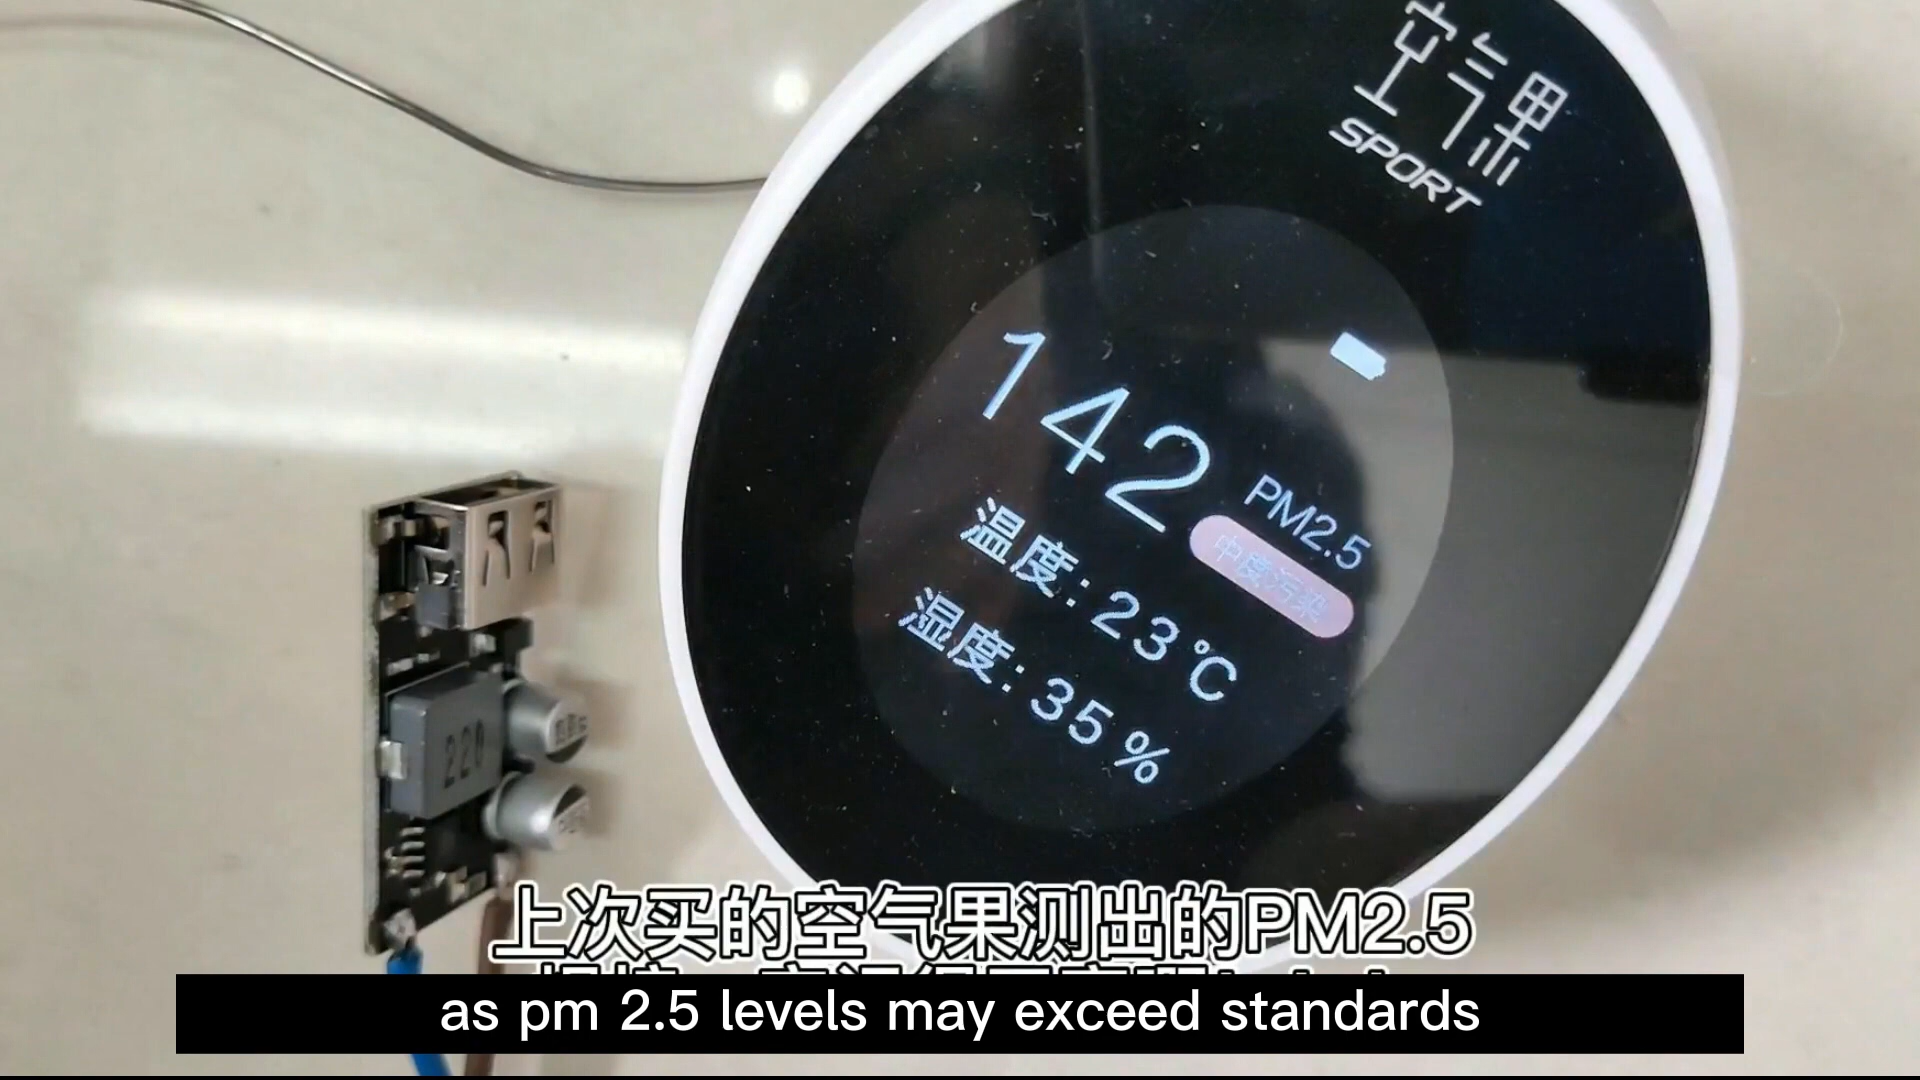 空气果
SPORT
142
PM2.5
中度污染
温度: 23℃
湿度: 35%
220
上次买的空气果测出的PM2.5
as pm 2.5 levels may exceed standards